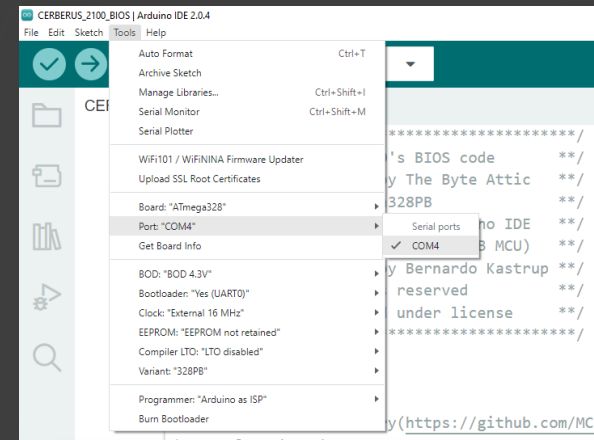 CERBERUS_2100_BIOS | Arduino IDE 2.0.4
File Edit Sketch Tools Help
Auto Format Ctrl+T
Archive Sketch
Manage Libraries... Ctrl+Shift+I
Serial Monitor Ctrl+Shift+M
Serial Plotter
WiFi101 / WiFiNINA Firmware Updater
Upload SSL Root Certificates
Board: "ATmega328"
Port: "COM4"
Get Board Info
BOD: "BOD 4.3V"
Bootloader: "Yes (UART0)"
Clock: "External 16 MHz"
EEPROM: "EEPROM not retained"
Compiler LTO: "LTO disabled"
Variant: "328PB"
Programmer: "Arduino as ISP"
Burn Bootloader
Serial ports
COM4
*********************/
's BIOS code **/
y The Byte Attic **/
328PB **/
no IDE **/
B MCU) **/
y Bernardo Kastrup **/
reserved **/
under license **/
*********************/
y(https://github.com/MC